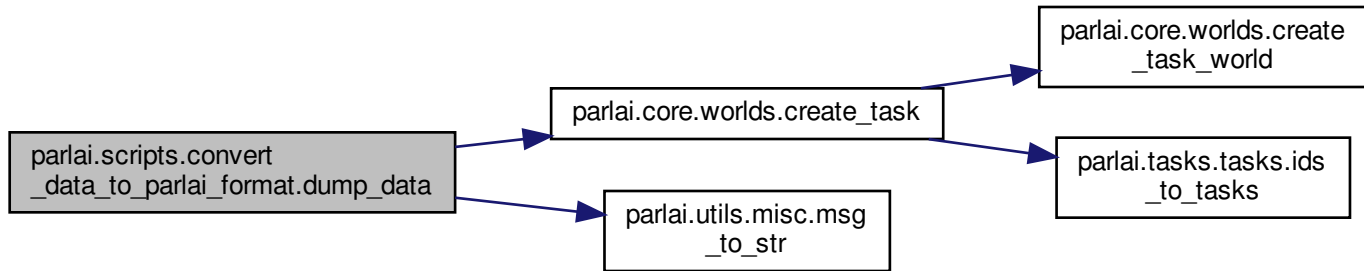 parlai.scripts.convert
_data_to_parlai_format.dump_data
parlai.core.worlds.create_task
parlai.utils.misc.msg
_to_str
parlai.core.worlds.create
_task_world
parlai.tasks.tasks.ids
_to_tasks